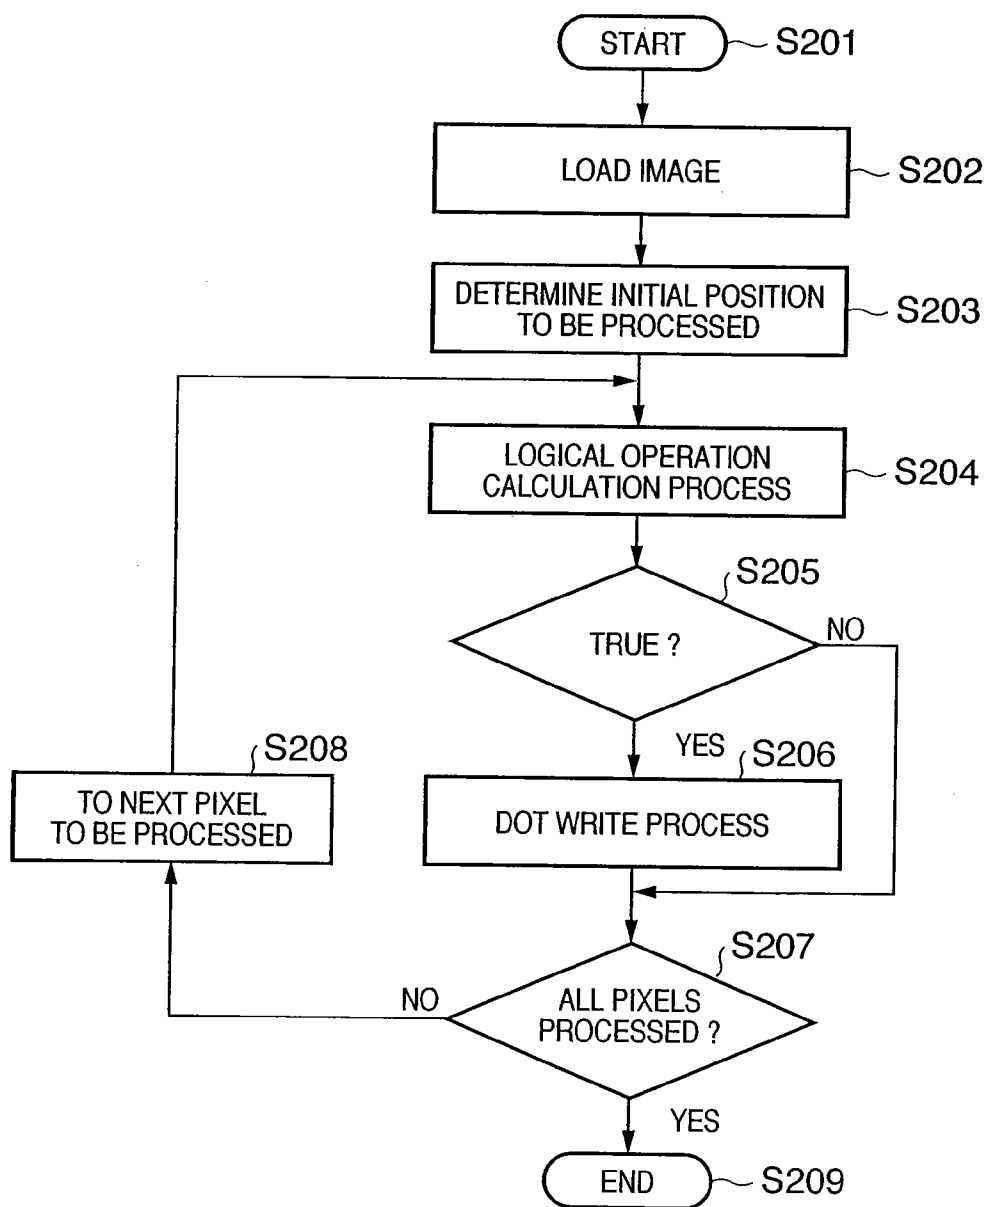 START
S201
LOAD IMAGE
S202
DETERMINE INITIAL POSITION
TO BE PROCESSED
S203
LOGICAL OPERATION
CALCULATION PROCESS
S204
S205
TRUE ?
NO
YES
S206
DOT WRITE PROCESS
S208
TO NEXT PIXEL
TO BE PROCESSED
S207
ALL PIXELS
PROCESSED ?
NO
YES
END
S209